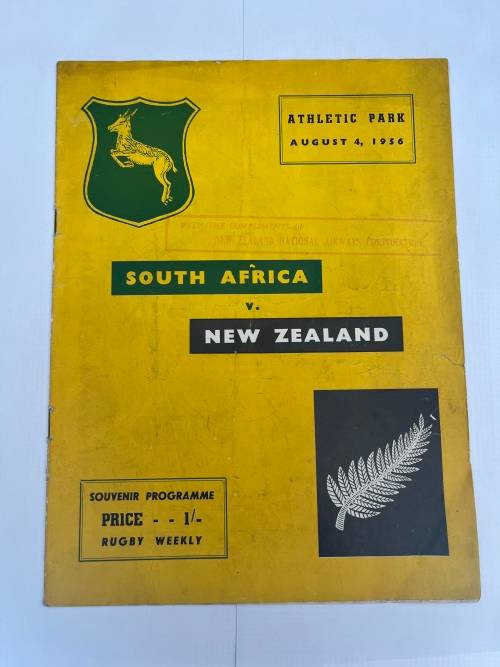 ATHLETIC PARK
AUGUST 4, 1956
WITH THE COMPLIMENTS OF
NEW ZEALAND NATIONAL AIRWAYS CORPORATION
SOUTH AFRICA
v.
NEW ZEALAND
SOUVENIR PROGRAMME
PRICE - - 1/-
RUGBY WEEKLY